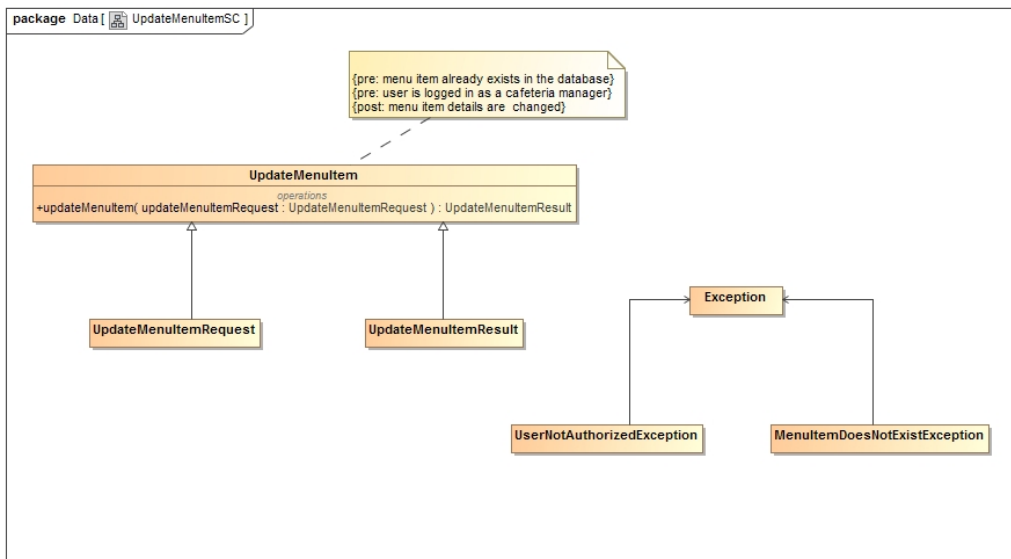 package Data [ UpdateMenuItemSC ]
{pre: menu item already exists in the database}
{pre: user is logged in as a cafeteria manager}
{post: menu item details are changed}
UpdateMenuItem
operations
+updateMenuItem( updateMenuItemRequest : UpdateMenuItemRequest ) : UpdateMenuItemResult
Exception
UpdateMenuItemRequest
UpdateMenuItemResult
UserNotAuthorizedException
MenuItemDoesNotExistException